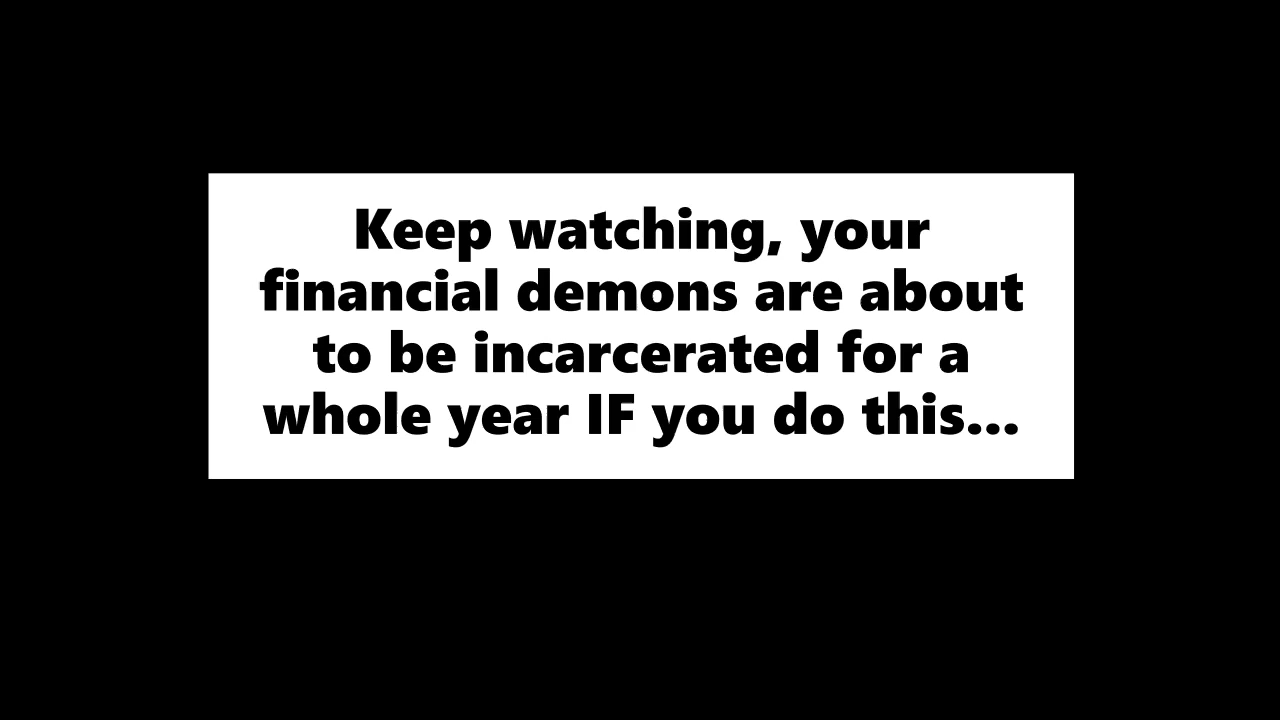 Keep watching, your
financial demons are about
to be incarcerated for a
whole year IF you do this...